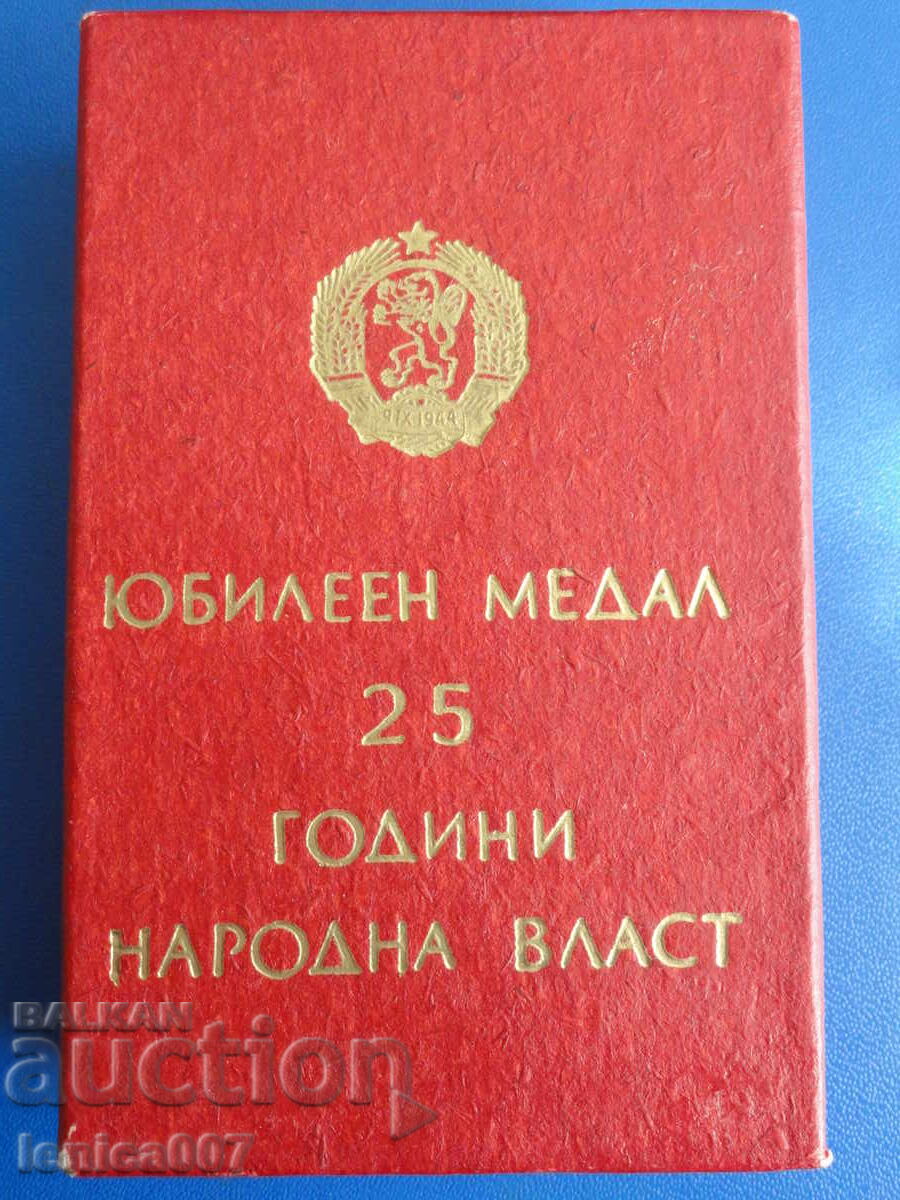 9 IX 1944
ЮБИЛЕЕН МЕДАЛ
25
ГОДИНИ
НАРОДНА ВЛАСТ
BALKAN
auction
lenica007